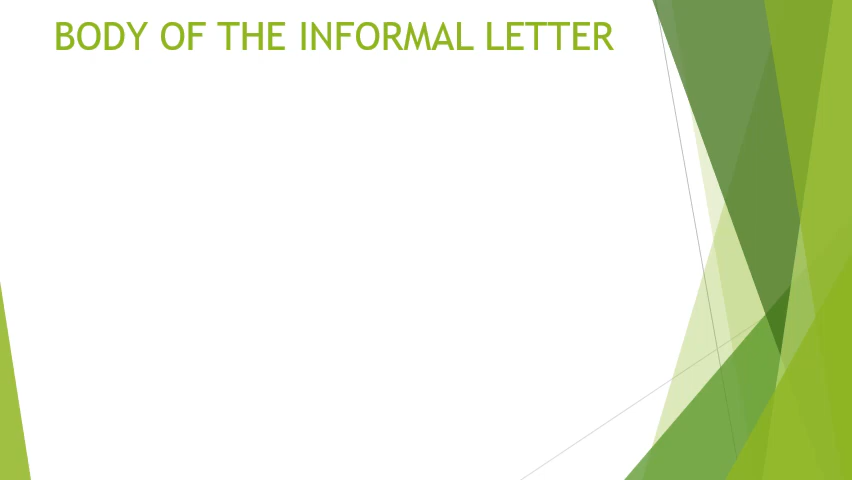 BODY OF THE INFORMAL LETTER